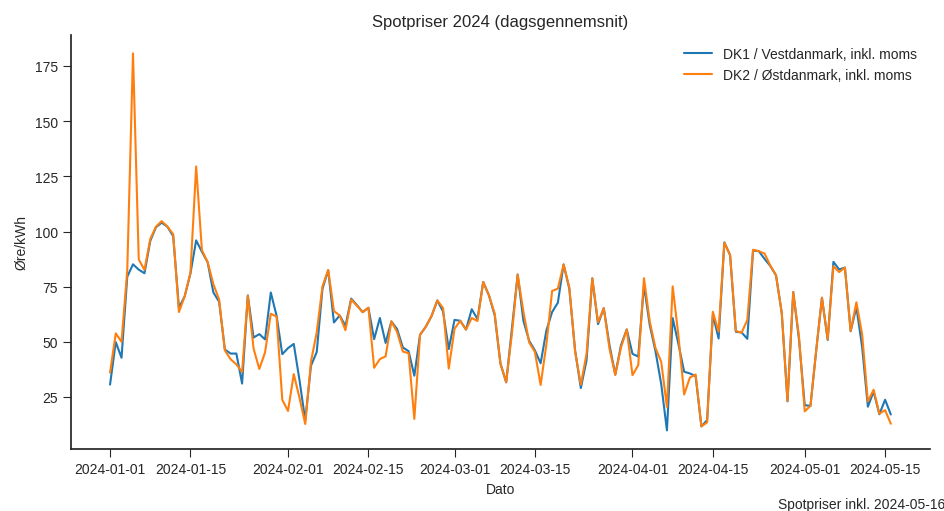 Spotpriser 2024 (dagsgennemsnit)
DK1 / Vestdanmark, inkl. moms
DK2 / Østdanmark, inkl. moms
Øre/kWh
175
150
125
100
75
50
25
2024-01-01 2024-01-15 2024-02-01 2024-02-15 2024-03-01 2024-03-15 2024-04-01 2024-04-15 2024-05-01 2024-05-15
Dato
Spotpriser inkl. 2024-05-16